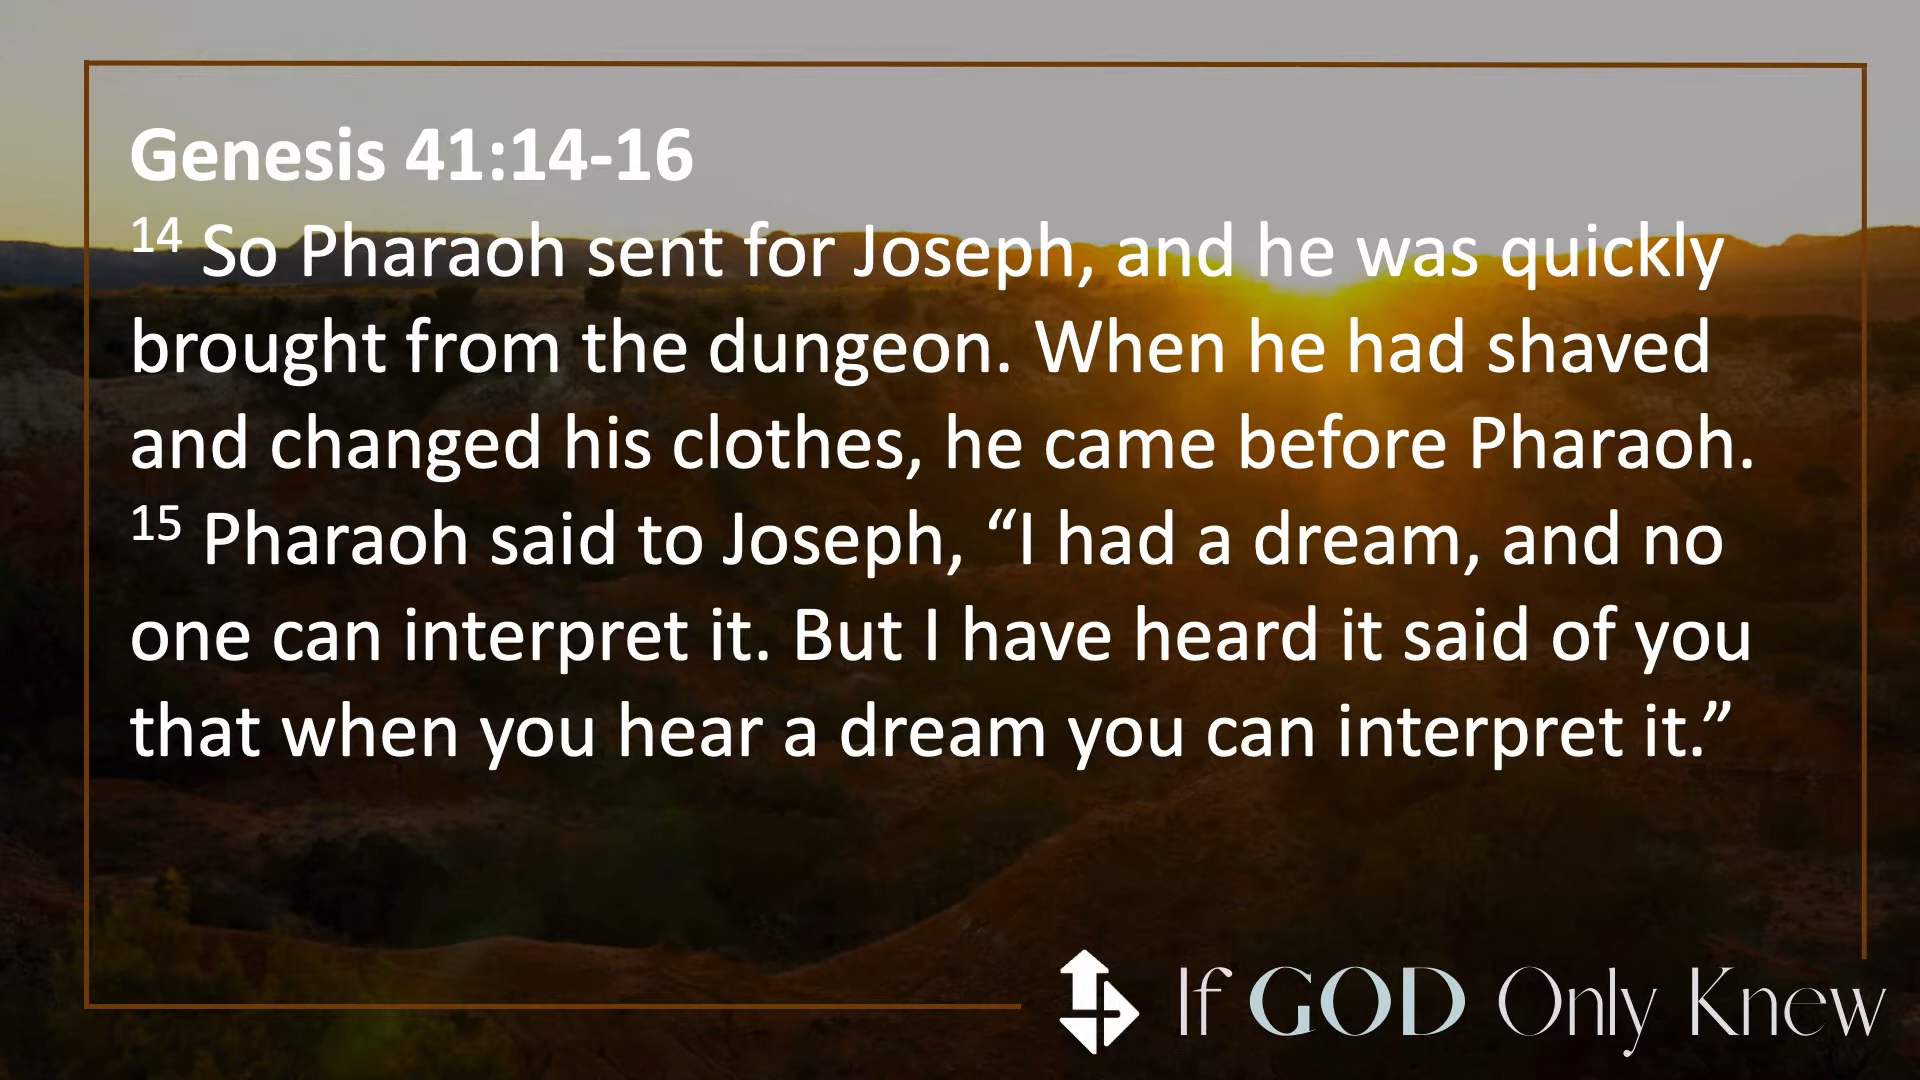 Genesis 41:14-16
14 So Pharaoh sent for Joseph, and he was quickly
brought from the dungeon. When he had shaved
and changed his clothes, he came before Pharaoh.
15 Pharaoh said to Joseph, “I had a dream, and no
one can interpret it. But I have heard it said of you
that when you hear a dream you can interpret it.”
If GOD Only Knew